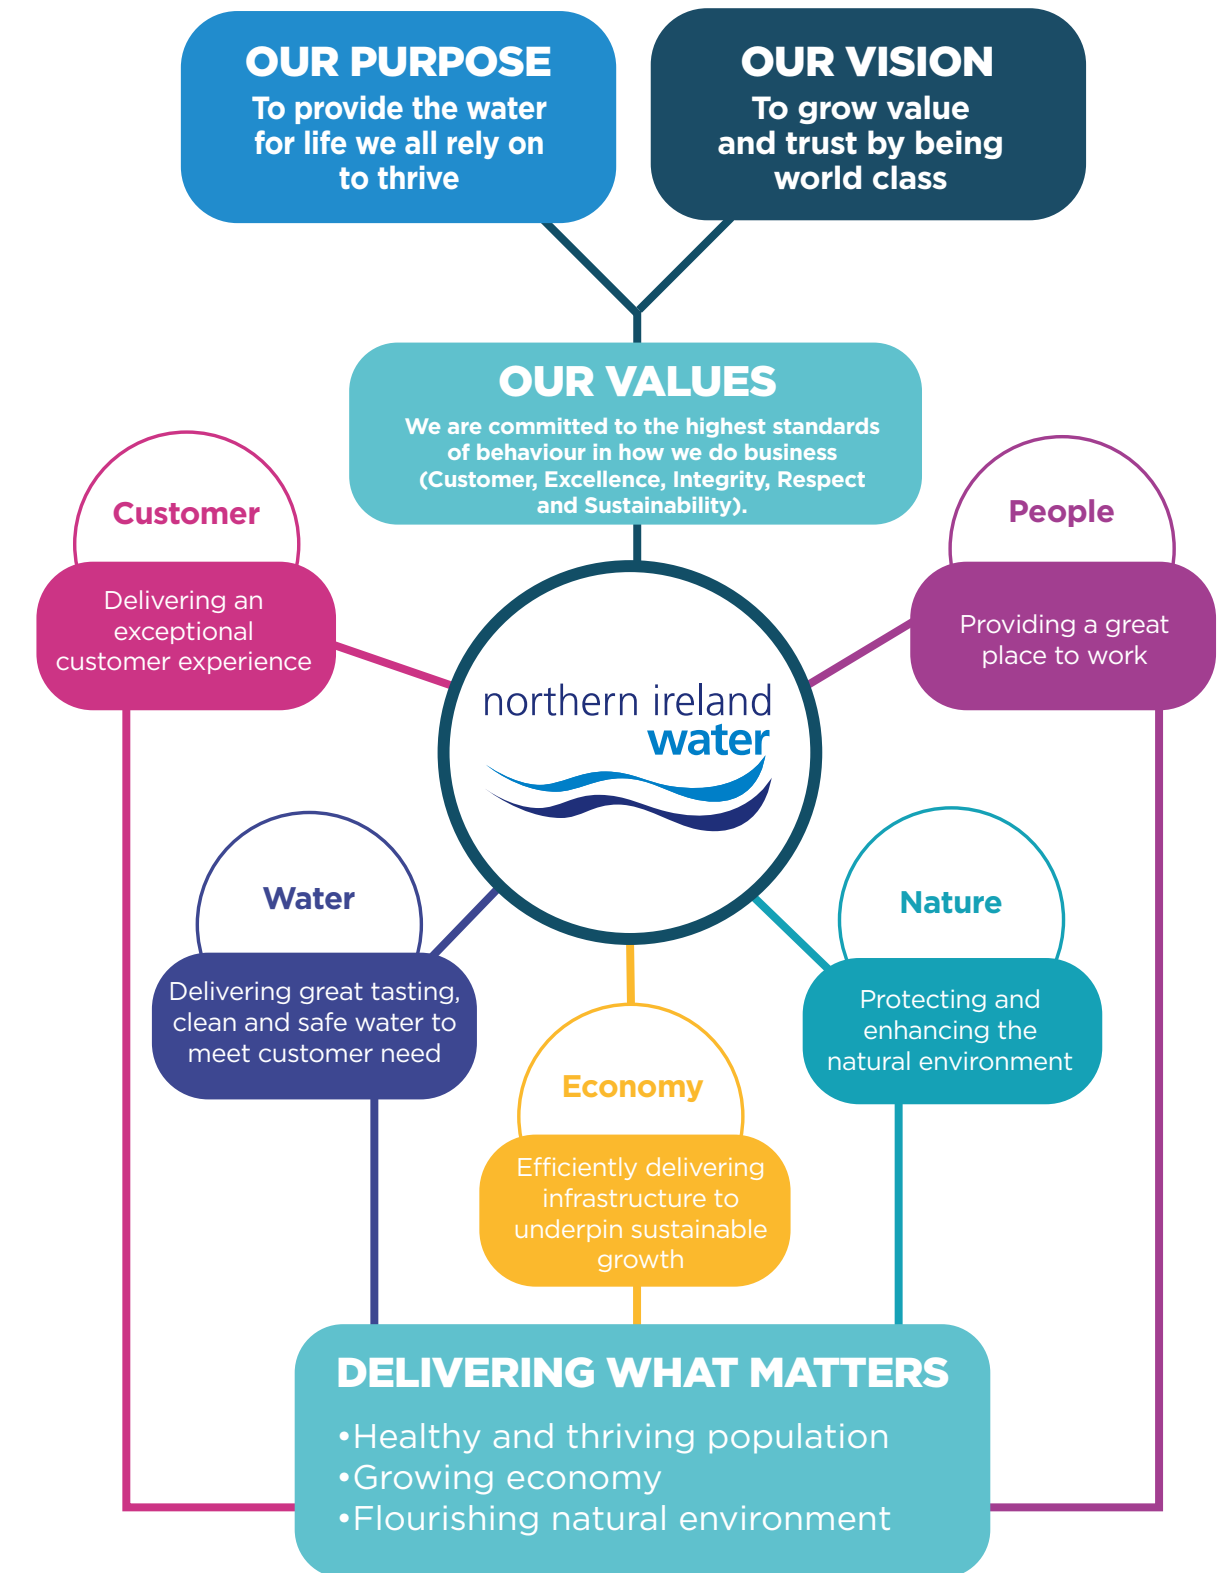 OUR PURPOSE
To provide the water
for life we all rely on
to thrive
OUR VISION
To grow value
and trust by being
world class
OUR VALUES
We are committed to the highest standards
of behaviour in how we do business
(Customer, Excellence, Integrity, Respect
and Sustainability).
Customer
Delivering an
exceptional
customer experience
People
Providing a great
place to work
northern ireland
water
Water
Delivering great tasting,
clean and safe water to
meet customer need
Nature
Protecting and
enhancing the
natural environment
Economy
Efficiently delivering
infrastructure to
underpin sustainable
growth
DELIVERING WHAT MATTERS
•Healthy and thriving population
•Growing economy
•Flourishing natural environment